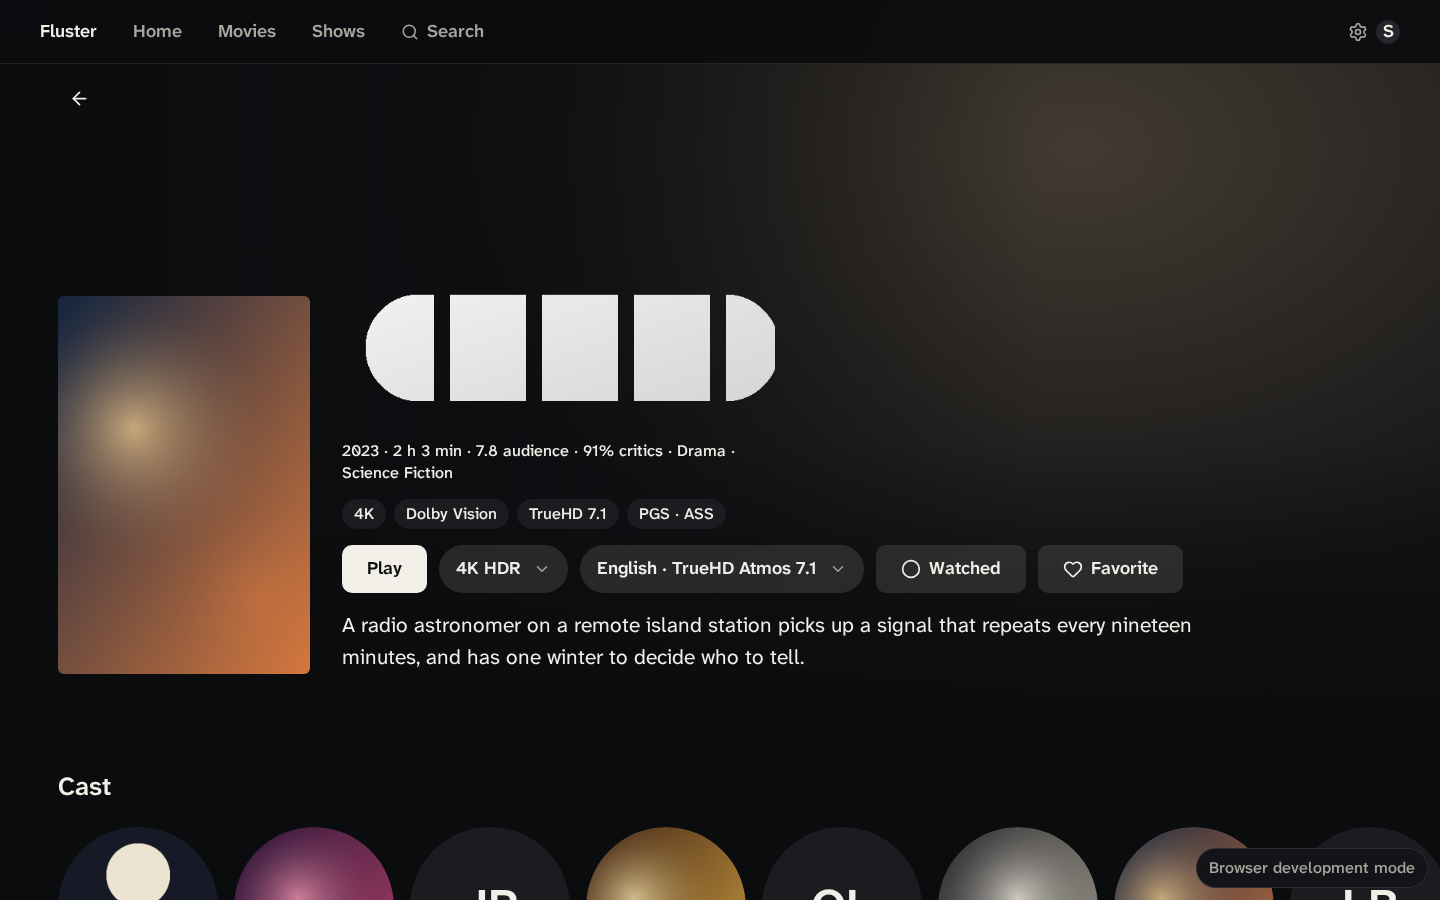 Fluster Home Movies Shows Search S
2023 · 2 h 3 min · 7.8 audience · 91% critics · Drama ·
Science Fiction
4K Dolby Vision TrueHD 7.1 PGS · ASS
Play 4K HDR English · TrueHD Atmos 7.1 Watched Favorite
A radio astronomer on a remote island station picks up a signal that repeats every nineteen
minutes, and has one winter to decide who to tell.
Cast
Browser development mode